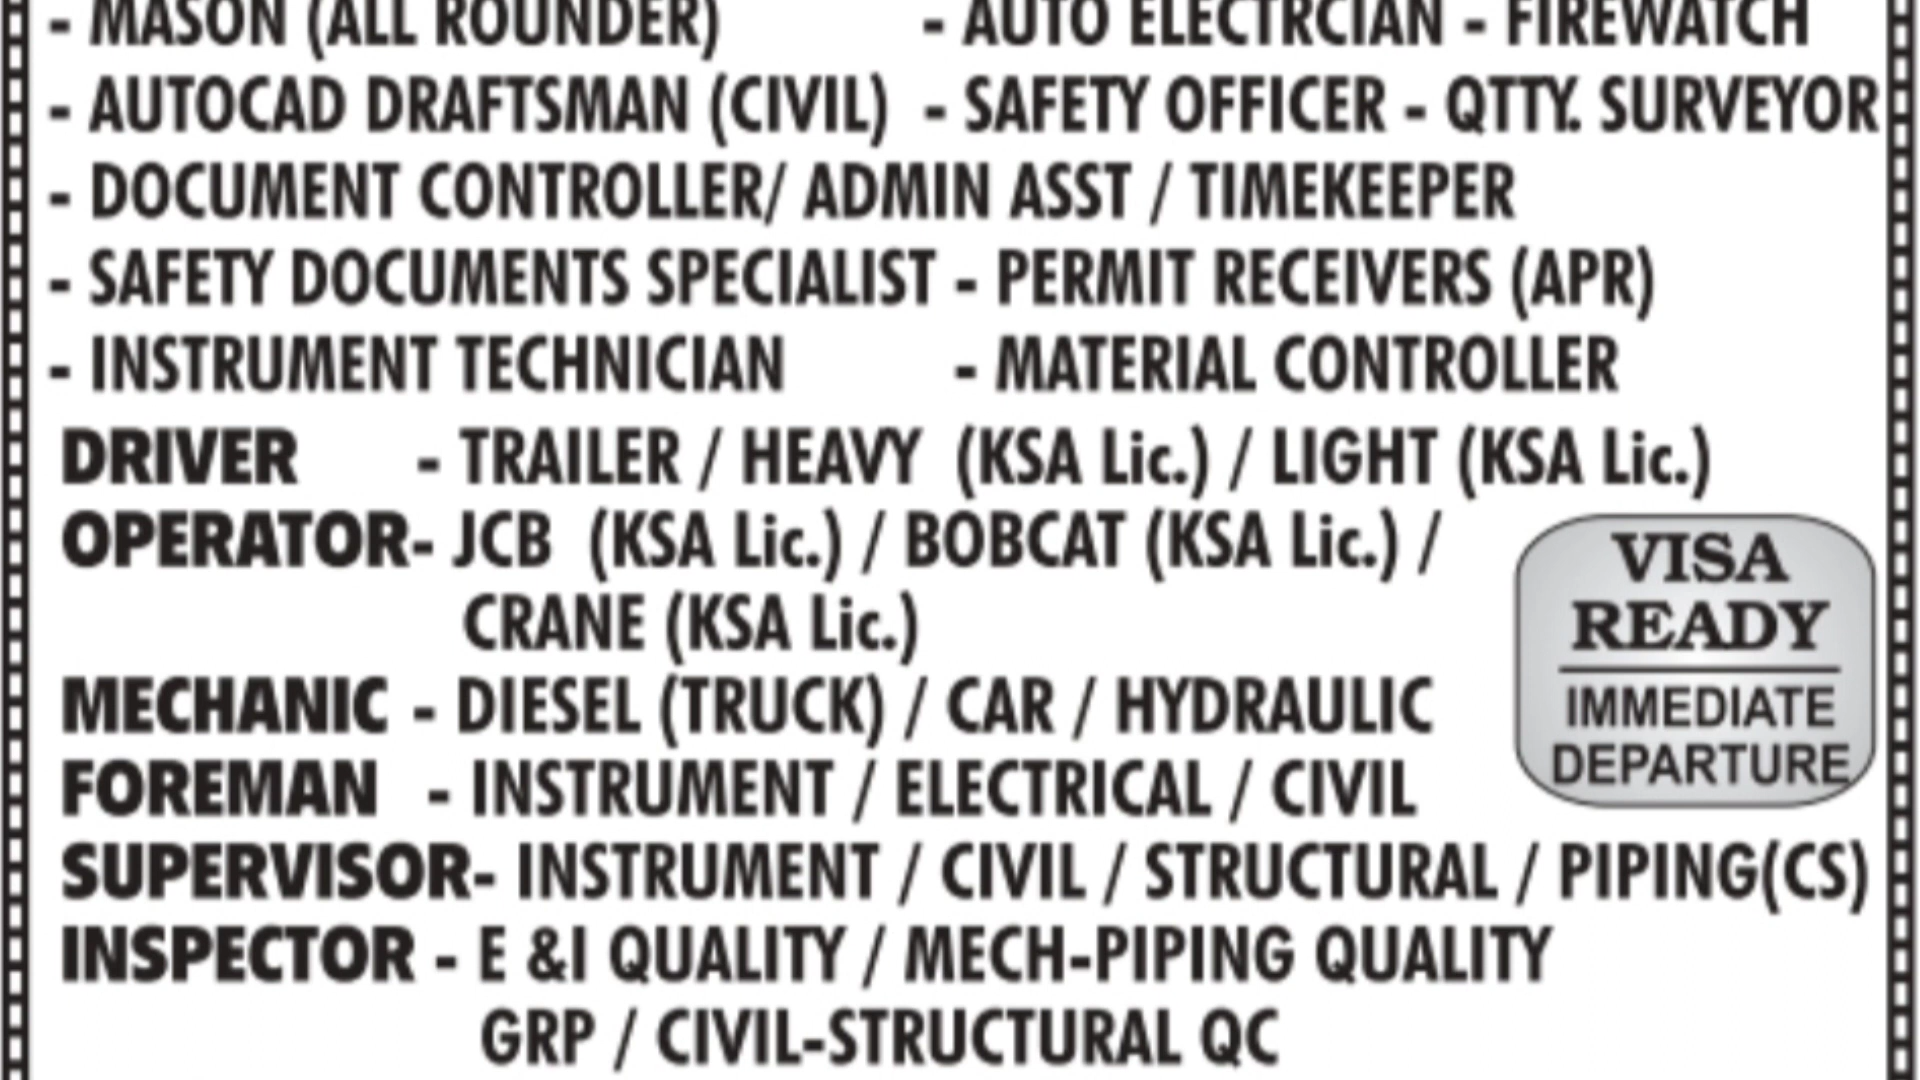 - MASON (ALL ROUNDER) - AUTO ELECTRCIAN - FIREWATCH
- AUTOCAD DRAFTSMAN (CIVIL) - SAFETY OFFICER - QTTY. SURVEYOR
- DOCUMENT CONTROLLER/ ADMIN ASST / TIMEKEEPER
- SAFETY DOCUMENTS SPECIALIST - PERMIT RECEIVERS (APR)
- INSTRUMENT TECHNICIAN - MATERIAL CONTROLLER
DRIVER - TRAILER / HEAVY (KSA Lic.) / LIGHT (KSA Lic.)
OPERATOR- JCB (KSA Lic.) / BOBCAT (KSA Lic.) /
CRANE (KSA Lic.)
MECHANIC - DIESEL (TRUCK) / CAR / HYDRAULIC
FOREMAN - INSTRUMENT / ELECTRICAL / CIVIL
SUPERVISOR- INSTRUMENT / CIVIL / STRUCTURAL / PIPING(CS)
INSPECTOR - E &I QUALITY / MECH-PIPING QUALITY
GRP / CIVIL-STRUCTURAL QC
VISA
READY
IMMEDIATE
DEPARTURE